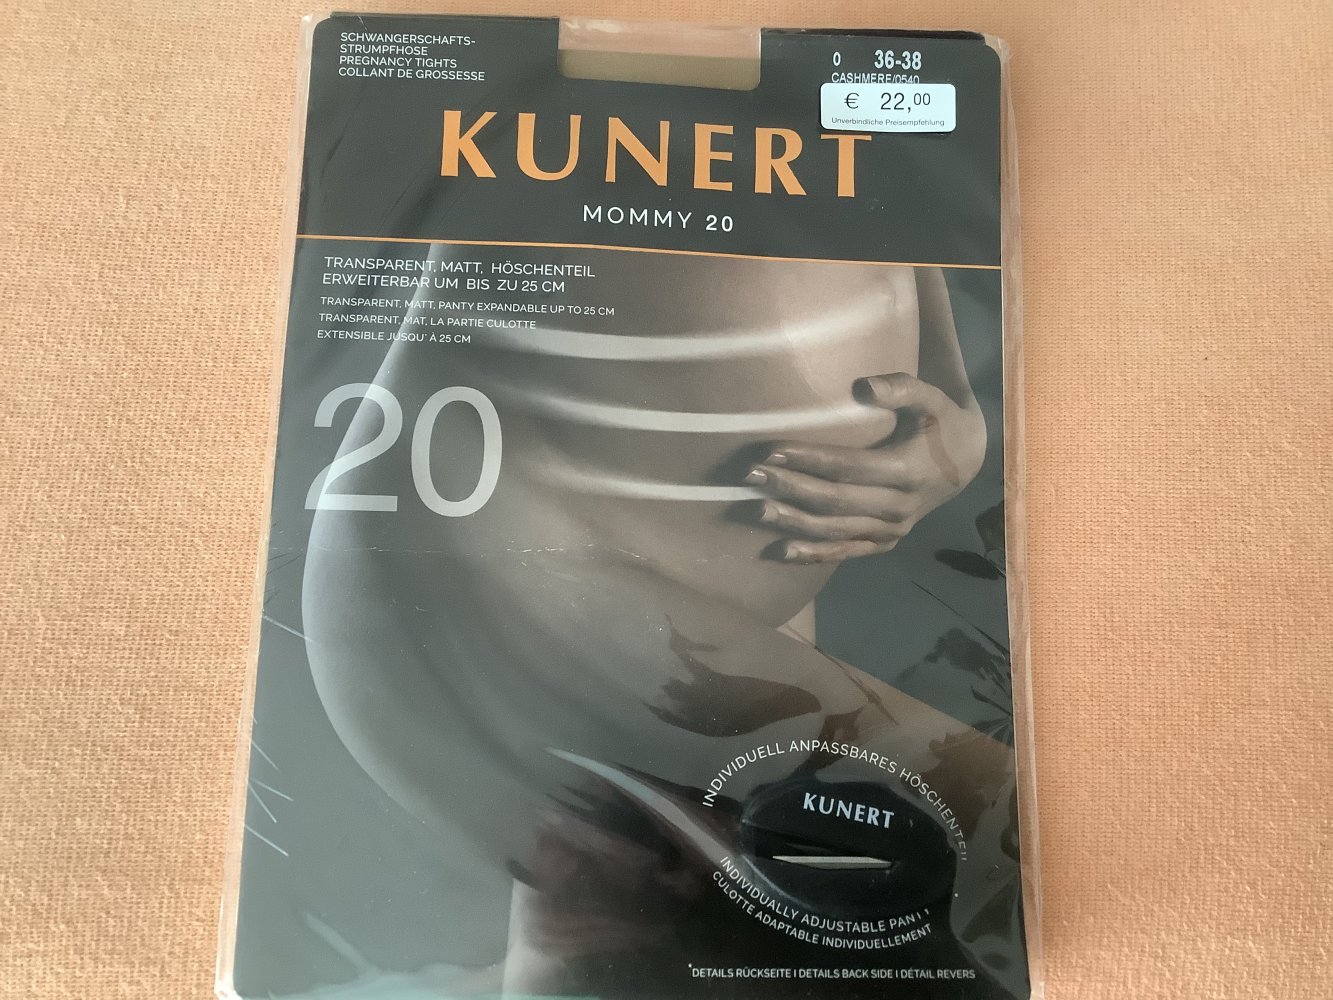 SCHWANGERSCHAFTS-
STRUMPFHOSE
PREGNANCY TIGHTS
COLLANT DE GROSSESSE
0 36-38
CASHMERE/0540
€ 22,00
Unverbindliche Preisempfehlung
KUNERT
MOMMY 20
TRANSPARENT, MATT, HÖSCHENTEIL
ERWEITERBAR UM BIS ZU 25 CM
TRANSPARENT, MATT, PANTY EXPANDABLE UP TO 25 CM
TRANSPARENT, MAT, LA PARTIE CULOTTE
EXTENSIBLE JUSQU' À 25 CM
20
INDIVIDUELL ANPASSBARES HÖSCHENTEIL
KUNERT
INDIVIDUALLY ADJUSTABLE PANTY
CULOTTE ADAPTABLE INDIVIDUELLEMENT
*DETAILS RÜCKSEITE I DETAILS BACK SIDE I DÉTAIL REVERS